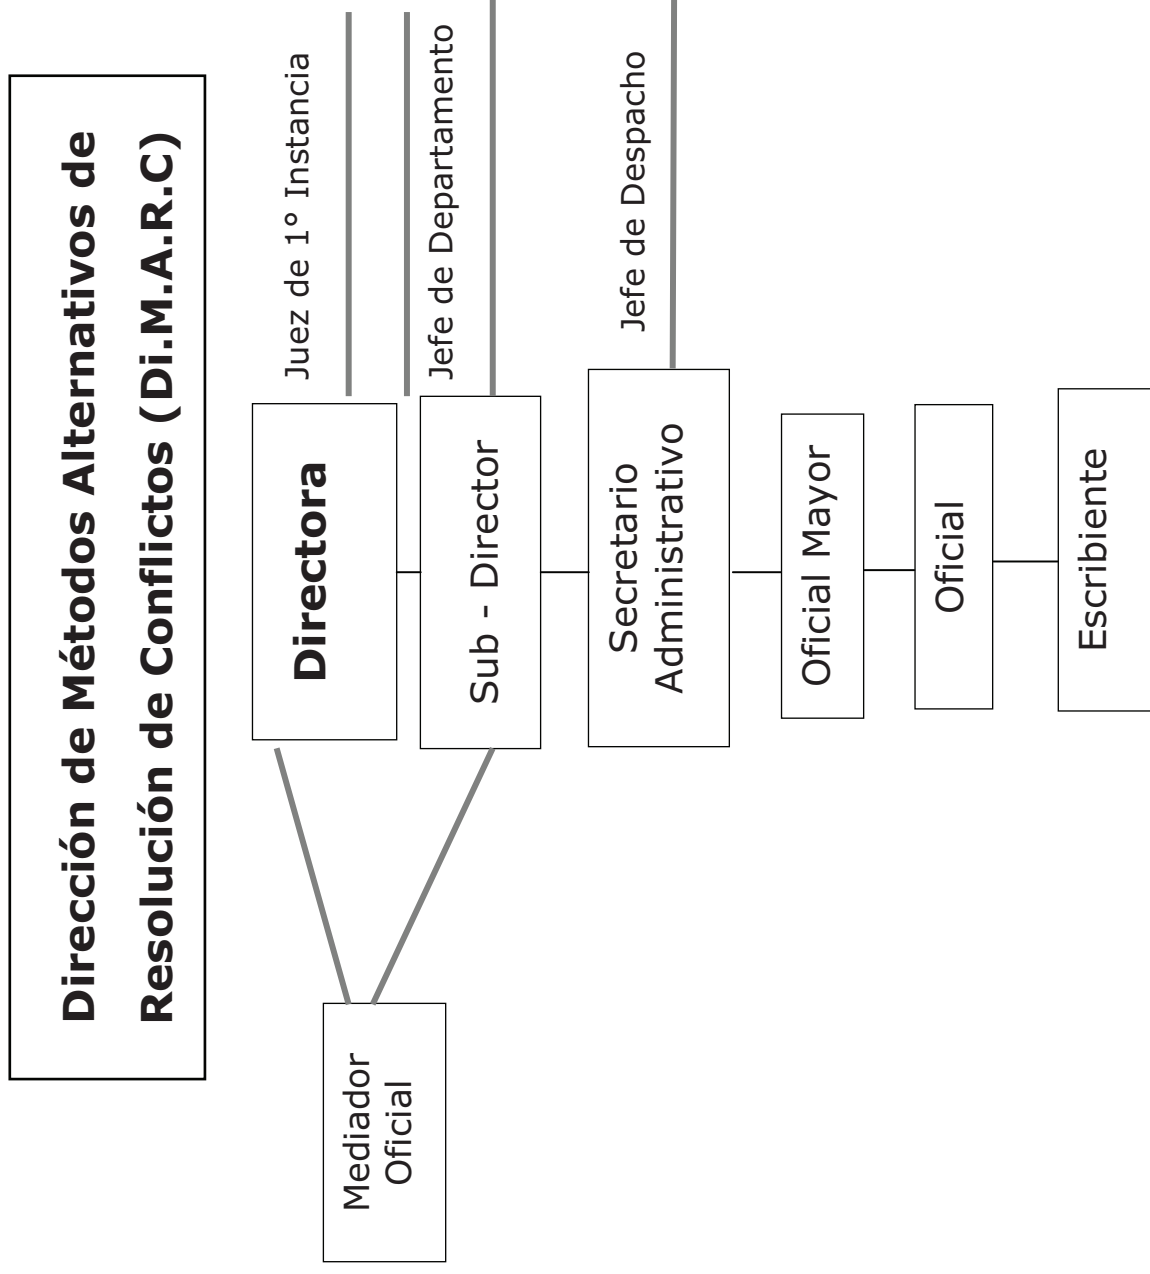 Dirección de Métodos Alternativos de
Resolución de Conflictos (Di.M.A.R.C)
Directora
Juez de 1° Instancia
Mediador
Oficial
Sub - Director
Jefe de Departamento
Secretario
Administrativo
Jefe de Despacho
Oficial Mayor
Oficial
Escribiente